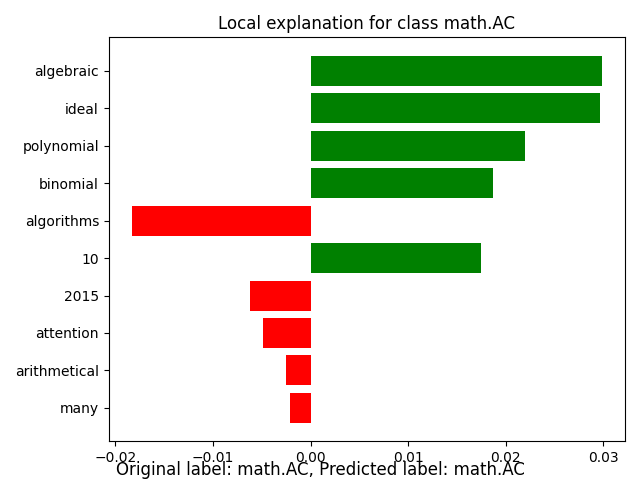 Local explanation for class math.AC
algebraic
ideal
polynomial
binomial
algorithms
10
2015
attention
arithmetical
many
−0.02 −0.01 0.00 0.01 0.02 0.03
Original label: math.AC, Predicted label: math.AC